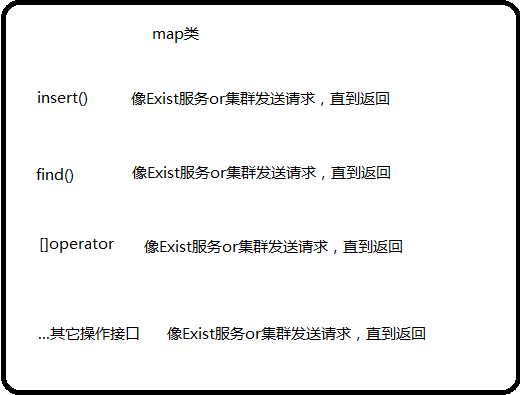 map类
insert() 像Exist服务or集群发送请求，直到返回
find() 像Exist服务or集群发送请求，直到返回
[]operator 像Exist服务or集群发送请求，直到返回
...其它操作接口 像Exist服务or集群发送请求，直到返回